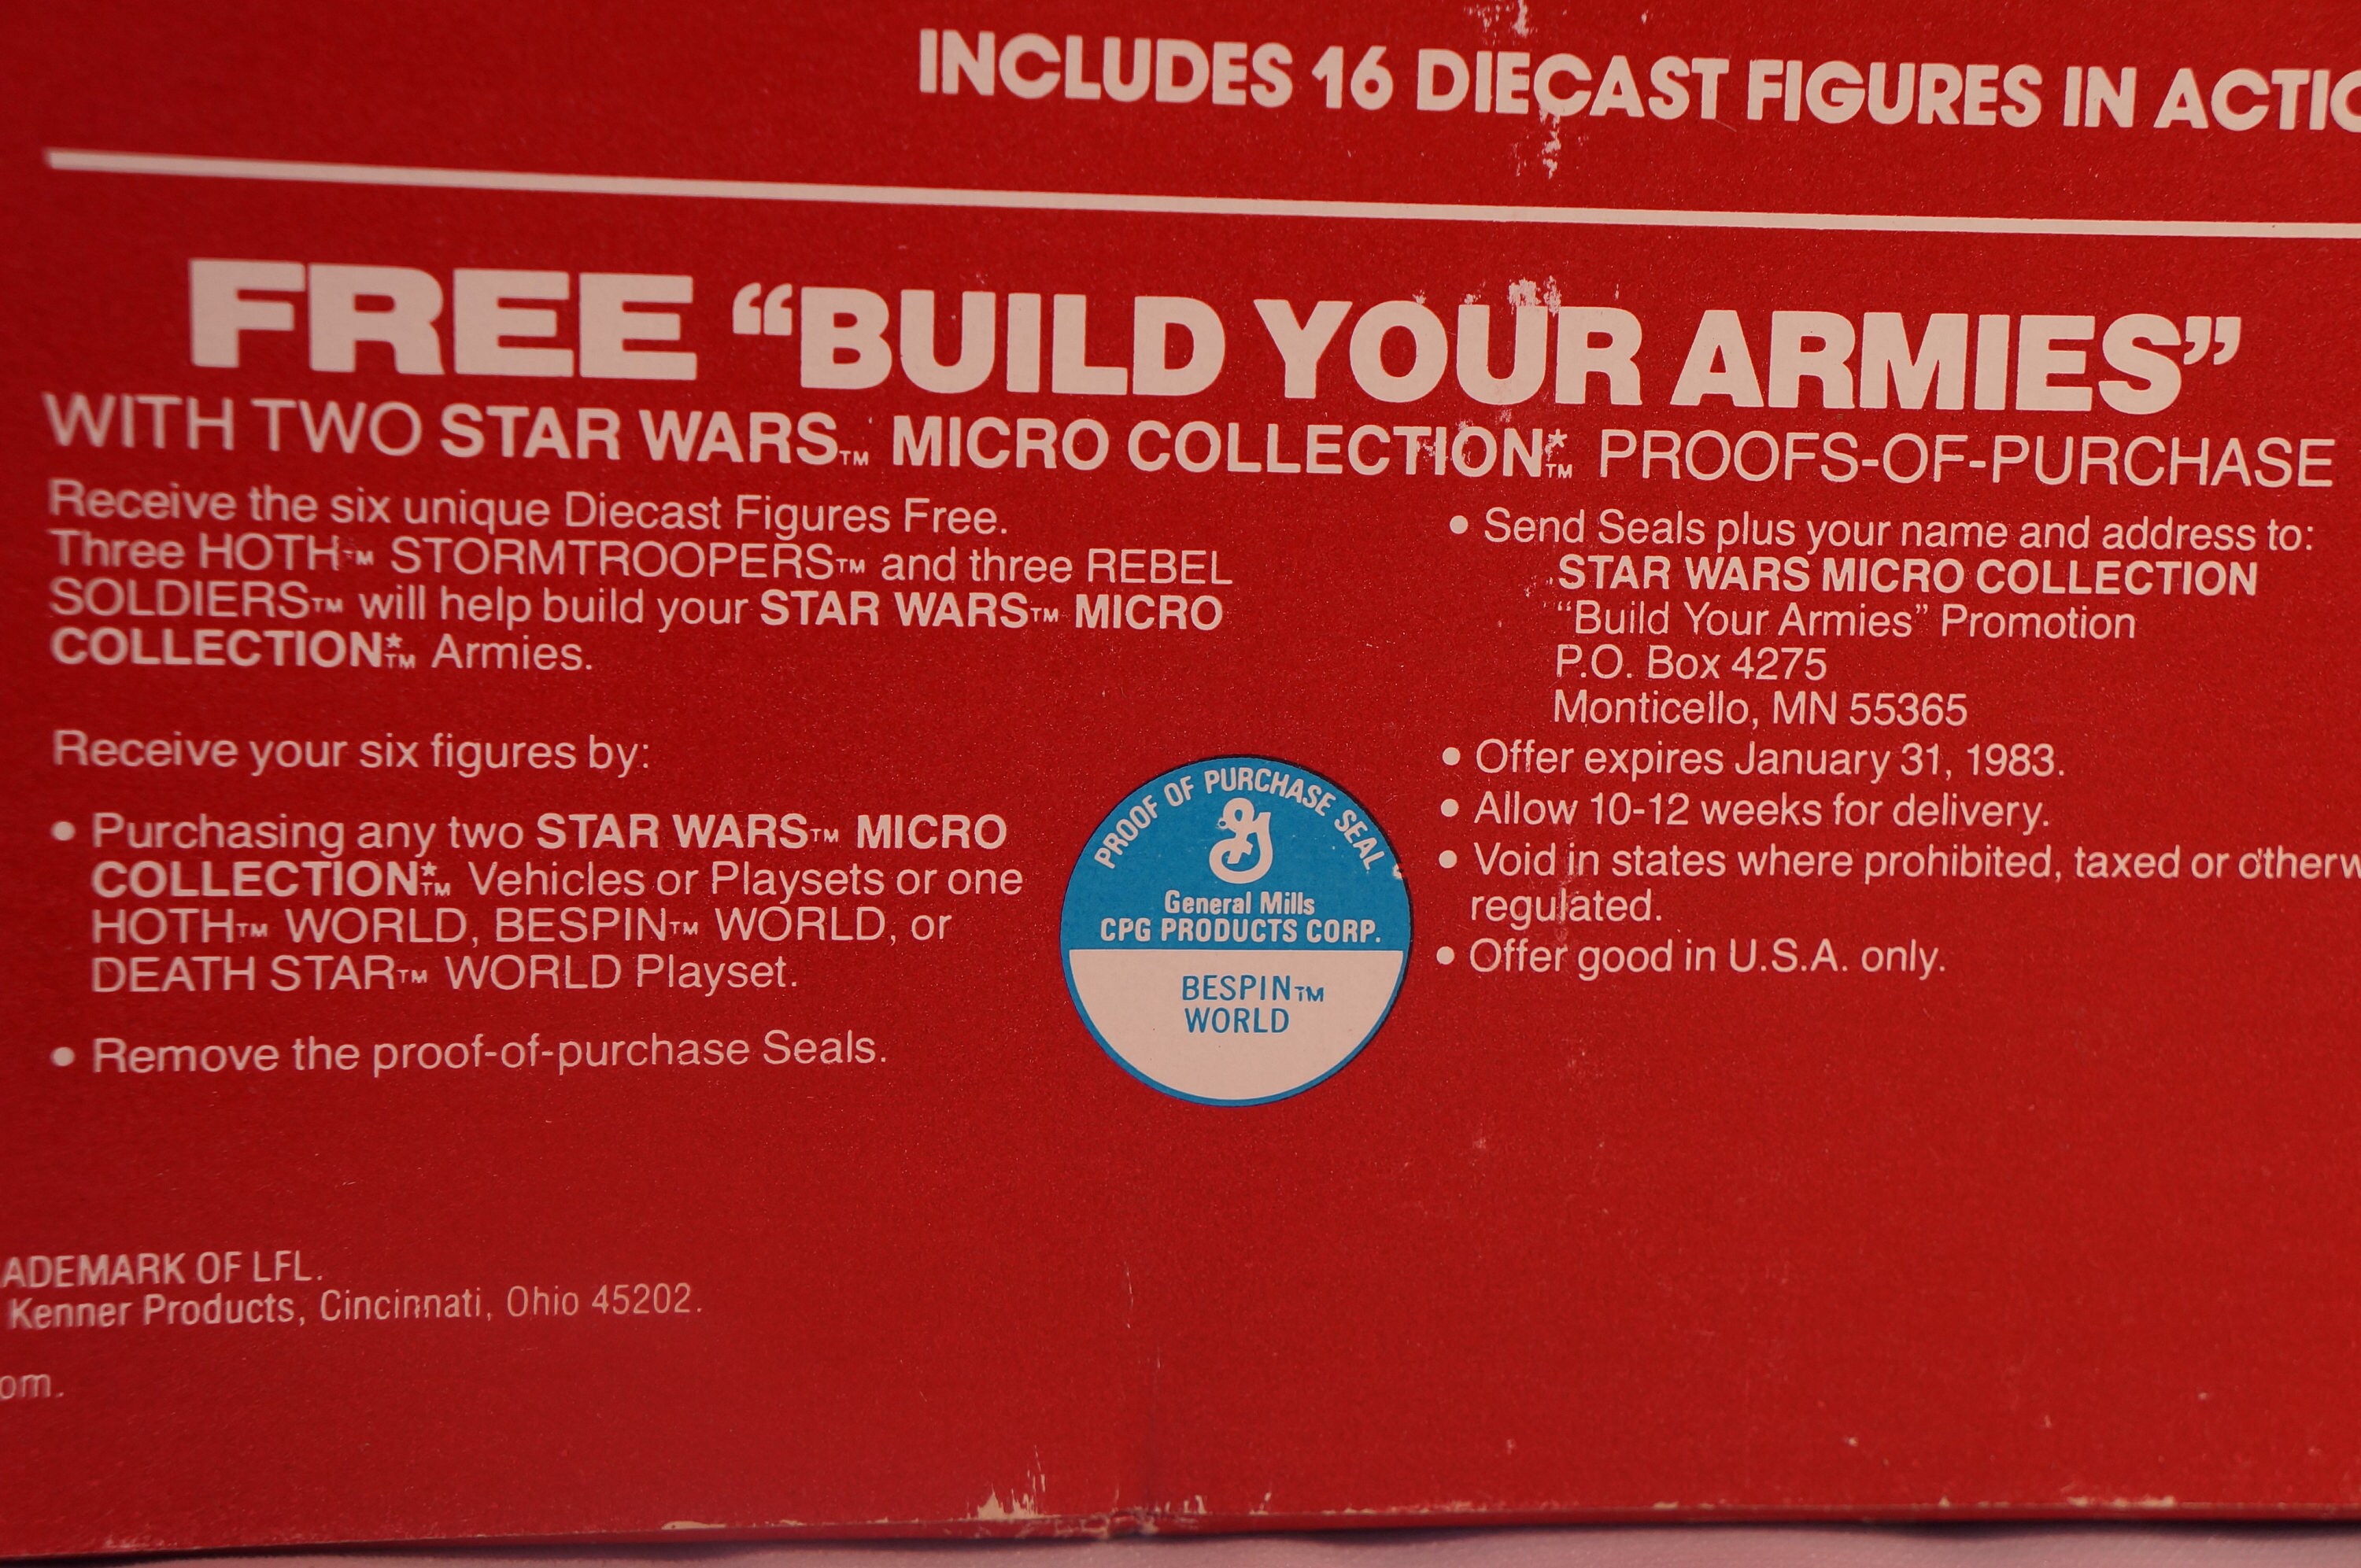 INCLUDES 16 DIECAST FIGURES IN
FREE “BUILD YOUR ARMIES”
WITH TWO STAR WARS™ MICRO COLLECTION*™ PROOFS-OF-PURCHASE
Receive the six unique Diecast Figures Free.
Three HOTH™ STORMTROOPERS™ and three REBEL
SOLDIERS™ will help build your STAR WARS™ MICRO
COLLECTION*™ Armies.
Receive your six figures by:
• Purchasing any two STAR WARS™ MICRO
COLLECTION*™ Vehicles or Playsets or one
HOTH™ WORLD, BESPIN™ WORLD, or
DEATH STAR™ WORLD Playset.
• Remove the proof-of-purchase Seals.
PROOF OF PURCHASE SEAL
G
General Mills
CPG PRODUCTS CORP.
BESPIN™
WORLD
• Send Seals plus your name and address to:
STAR WARS MICRO COLLECTION
“Build Your Armies” Promotion
P.O. Box 4275
Monticello, MN 55365
• Offer expires January 31, 1983.
• Allow 10-12 weeks for delivery.
• Void in states where prohibited, taxed or
regulated.
• Offer good in U.S.A. only.
OF LFL.
Kenner Products, Cincinnati, Ohio 45202.